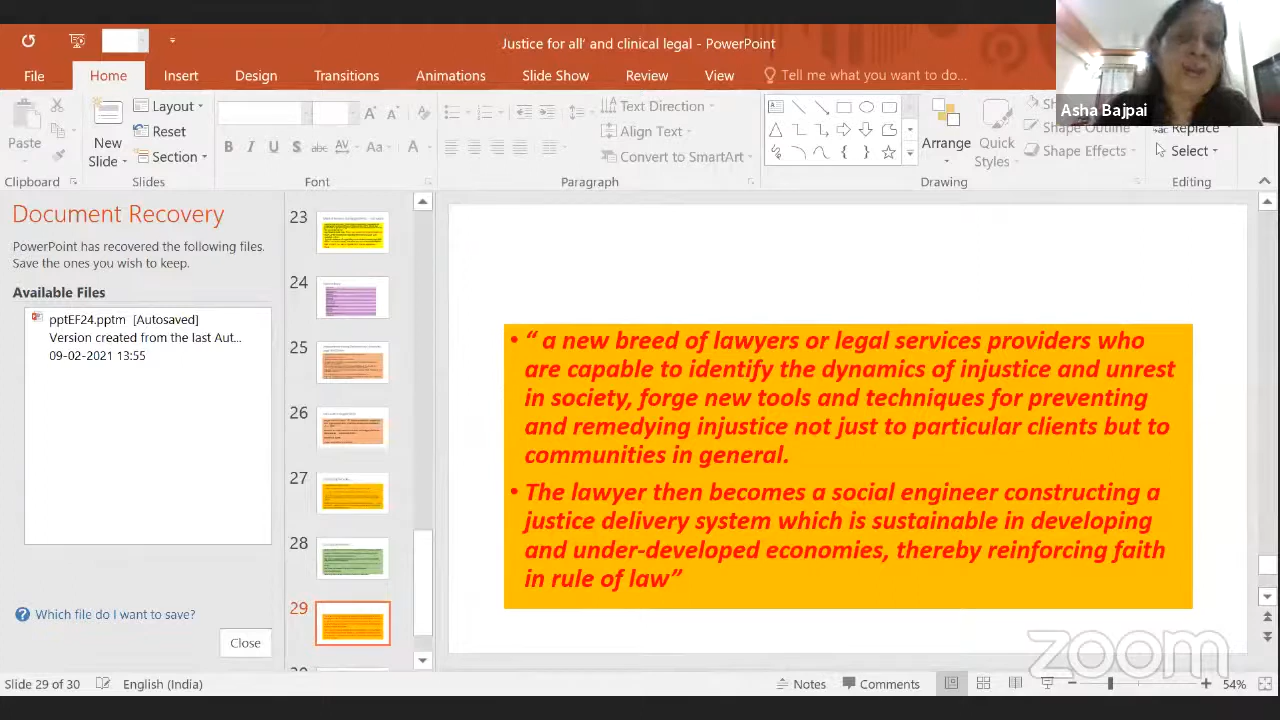 Justice for all' and clinical legal - PowerPoint
File Home Insert Design Transitions Animations Slide Show Review View Tell me what you want to do...
Asha Bajpai
Paste
Clipboard
New
Slide
Layout
Reset
Section
Slides
B I U S abc AV Aa A
Font
Text Direction
Align Text
Convert to SmartArt
Paragraph
Arrange
Quick
Styles
Shape Outline
Shape Effects
Drawing
Replace
Select
Editing
Document Recovery
PowerPoint has recovered the following files.
Save the ones you wish to keep.
Available Files
pptEF24.pptm [Autosaved]
Version created from the last Aut...
03-02-2021 13:55
Which file do I want to save?
Close
23
24
25
26
27
28
29
• “ a new breed of lawyers or legal services providers who
are capable to identify the dynamics of injustice and unrest
in society, forge new tools and techniques for preventing
and remedying injustice not just to particular clients but to
communities in general.
• The lawyer then becomes a social engineer constructing a
justice delivery system which is sustainable in developing
and under-developed economies, thereby reinforcing faith
in rule of law”
zoom
Slide 29 of 30 English (India) Notes Comments 54%